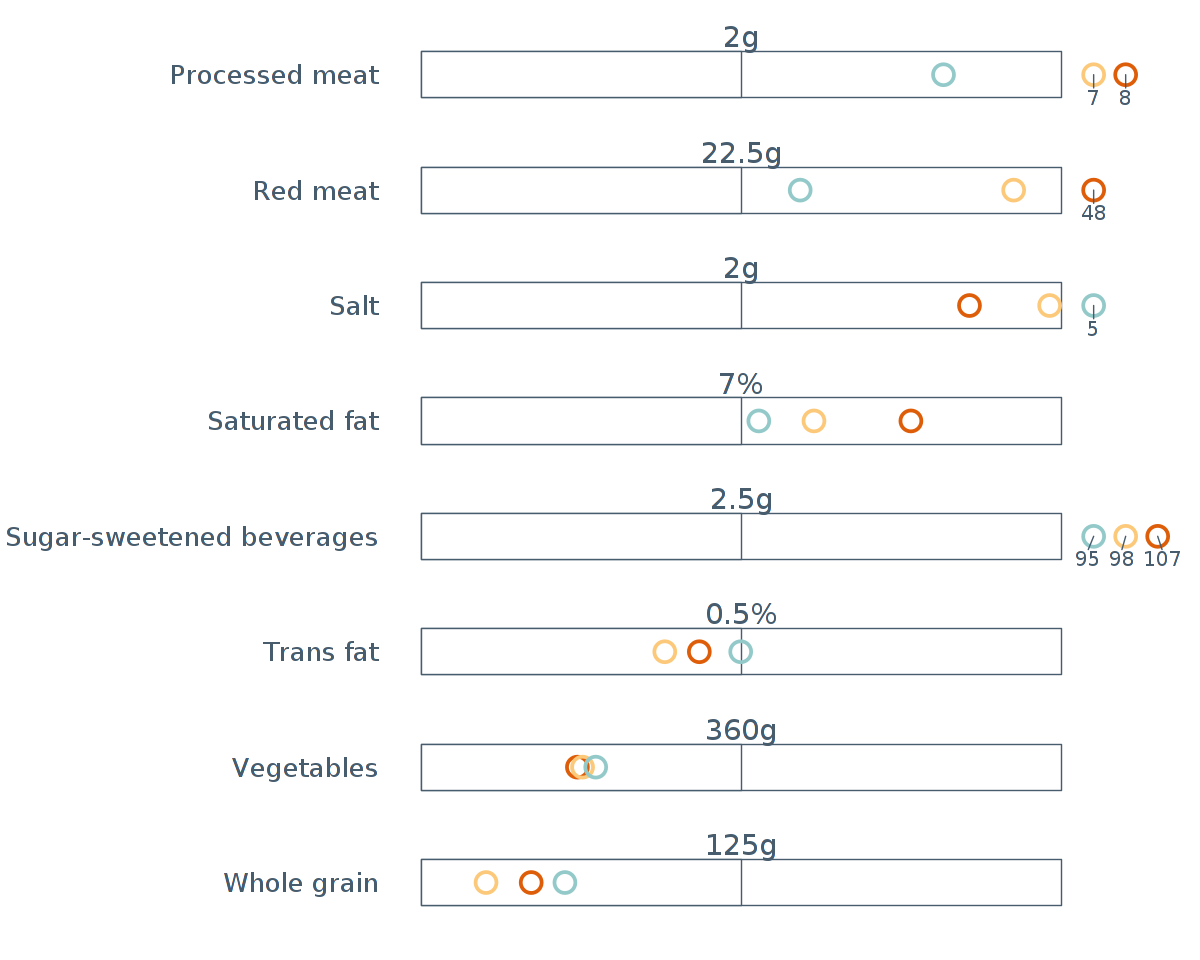 2g
Processed meat
7 8
22.5g
Red meat
48
2g
Salt
5
7%
Saturated fat
2.5g
Sugar-sweetened beverages
95 98 107
0.5%
Trans fat
360g
Vegetables
125g
Whole grain